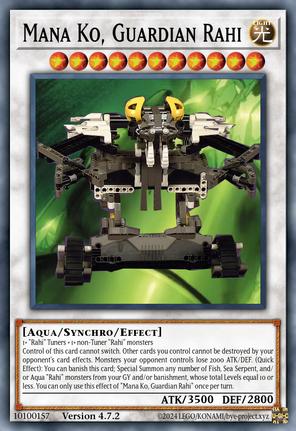 Mana Ko, Guardian Rahi
LIGHT
光
[Aqua/Synchro/Effect]
1+ "Rahi" Tuners + 1+ non-Tuner "Rahi" monsters
Control of this card cannot switch. Other cards you control cannot be destroyed by your
opponent's card effects. Monsters your opponent controls lose 2000 ATK/DEF. (Quick
Effect): You can banish this card; Special Summon any number of Fish, Sea Serpent, and/
or Aqua "Rahi" monsters from your GY and/or banishment, whose total Levels equal 10 or
less. You can only use this effect of "Mana Ko, Guardian Rahi" once per turn.
ATK/3500 DEF/2800
10100157 Version 4.7.2 ©2024 LEGO/KONAMI/bye-project.xyz